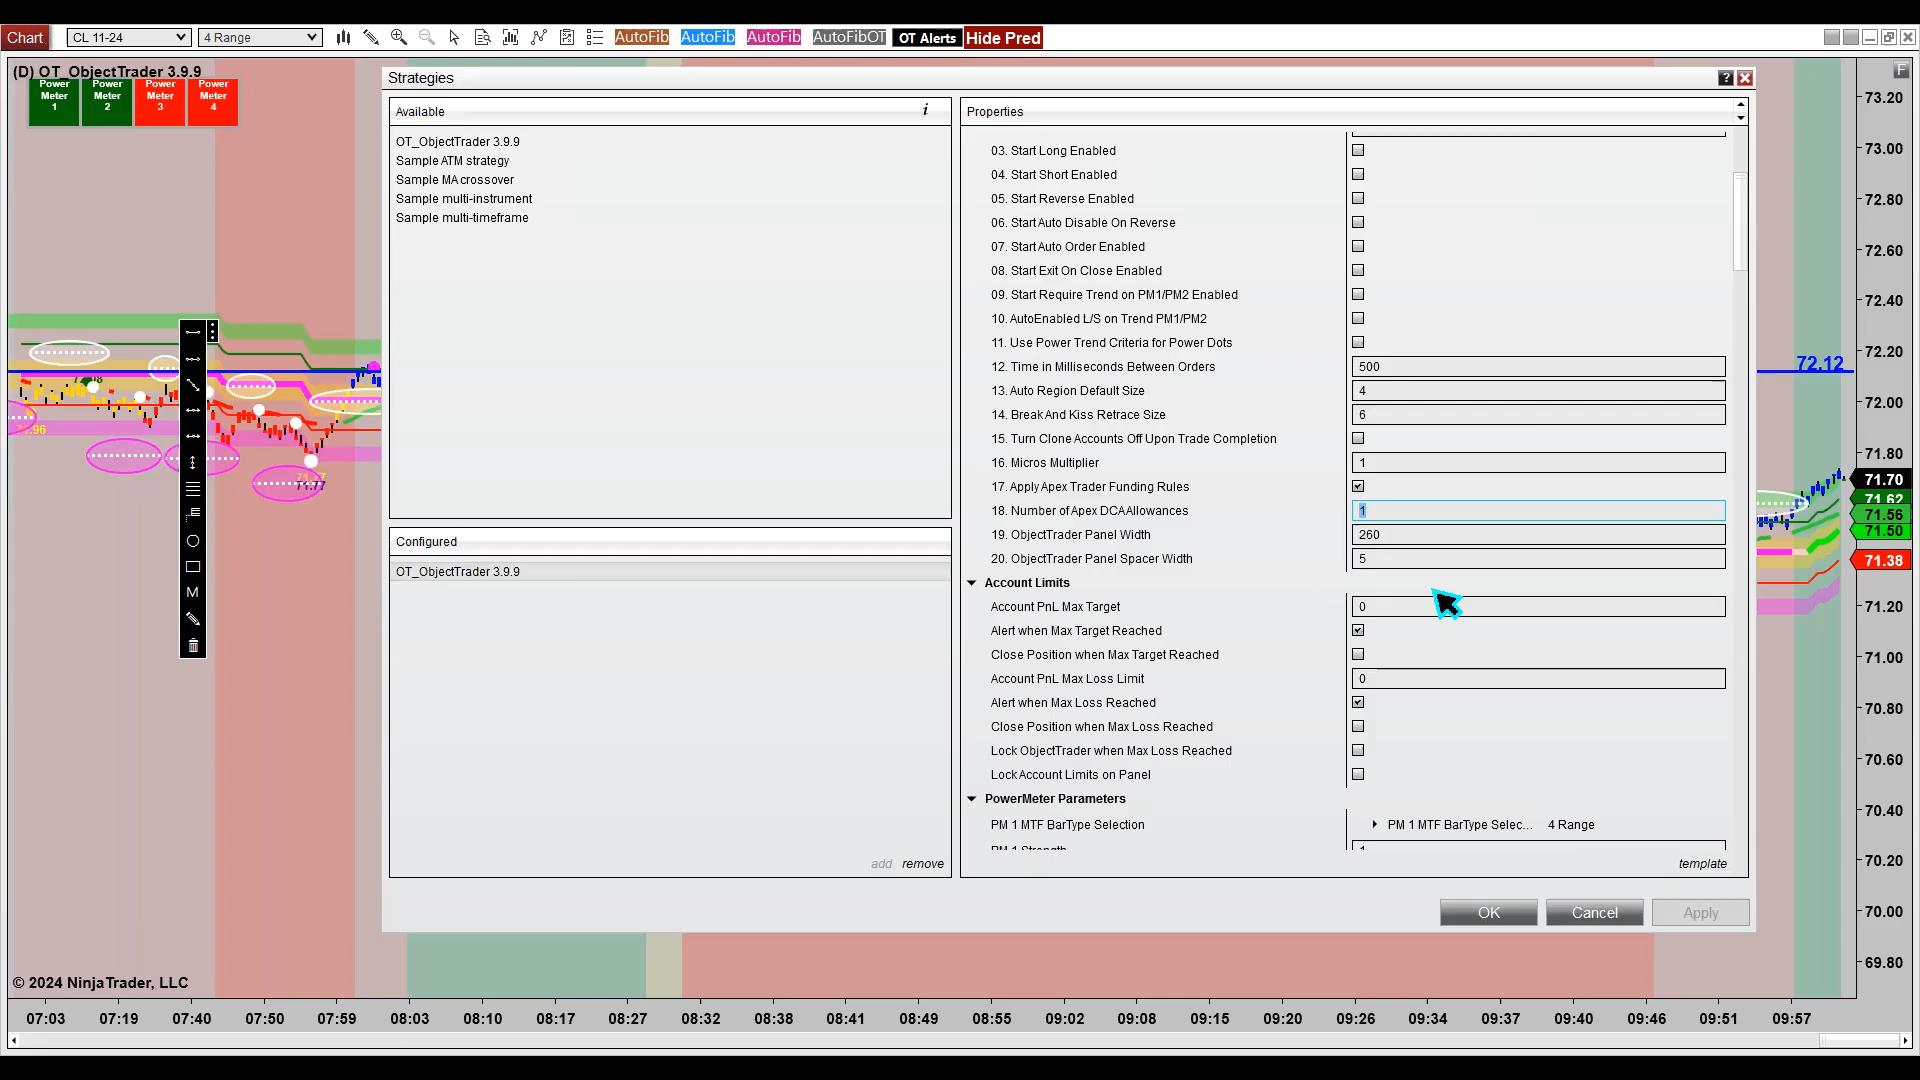 Chart
CL 11-24
4 Range
AutoFib
AutoFib
AutoFib
AutoFibOT
OT Alerts
Hide Pred
(D) OT_ObjectTrader 3.9.9
Power Meter 1
Power Meter 2
Power Meter 3
Power Meter 4
Strategies
?
Available
i
OT_ObjectTrader 3.9.9
Sample ATM strategy
Sample MA crossover
Sample multi-instrument
Sample multi-timeframe
Configured
OT_ObjectTrader 3.9.9
add
remove
Properties
03. Start Long Enabled
04. Start Short Enabled
05. Start Reverse Enabled
06. Start Auto Disable On Reverse
07. Start Auto Order Enabled
08. Start Exit On Close Enabled
09. Start Require Trend on PM1/PM2 Enabled
10. AutoEnabled L/S on Trend PM1/PM2
11. Use Power Trend Criteria for Power Dots
12. Time in Milliseconds Between Orders 500
13. Auto Region Default Size 4
14. Break And Kiss Retrace Size 6
15. Turn Clone Accounts Off Upon Trade Completion
16. Micros Multiplier 1
17. Apply Apex Trader Funding Rules
18. Number of Apex DCA Allowances 1
19. ObjectTrader Panel Width 260
20. ObjectTrader Panel Spacer Width 5
Account Limits
Account PnL Max Target 0
Alert when Max Target Reached
Close Position when Max Target Reached
Account PnL Max Loss Limit 0
Alert when Max Loss Reached
Close Position when Max Loss Reached
Lock ObjectTrader when Max Loss Reached
Lock Account Limits on Panel
PowerMeter Parameters
PM 1 MTF BarType Selection PM 1 MTF BarType Selec... 4 Range
PM 1 Strength 1
template
OK
Cancel
Apply
M
F
72.12
73.20
73.00
72.80
72.60
72.40
72.20
72.00
71.80
71.70
71.62
71.56
71.50
71.38
71.20
71.00
70.80
70.60
70.40
70.20
70.00
69.80
© 2024 NinjaTrader, LLC
07:03
07:19
07:40
07:50
07:59
08:03
08:10
08:17
08:27
08:32
08:38
08:41
08:49
08:55
09:02
09:08
09:15
09:20
09:26
09:34
09:37
09:40
09:46
09:51
09:57